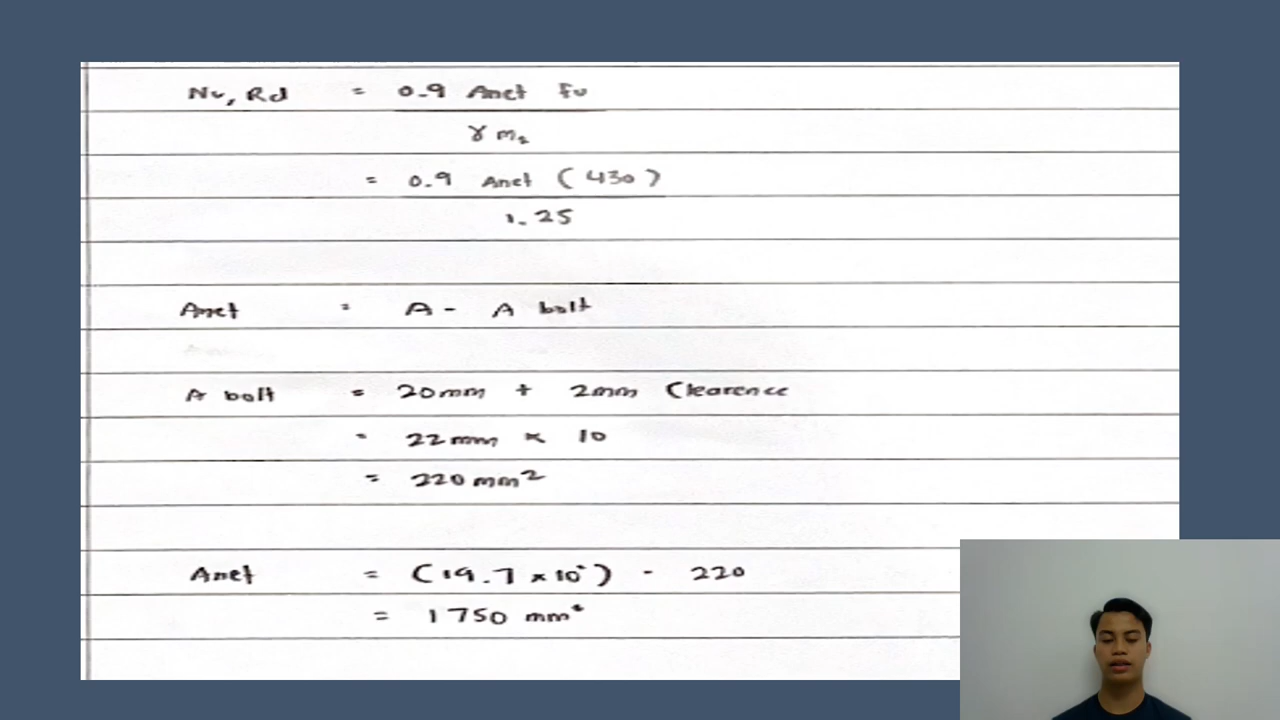 Nu, Rd = 0.9 Anet Fu
γ m2
= 0.9 Anet (430)
1.25
Anet = A - A bolt
A bolt = 20mm + 2mm Clearence
= 22mm × 10
= 220 mm²
Anet = (19.7 × 10²) - 220
= 1750 mm²